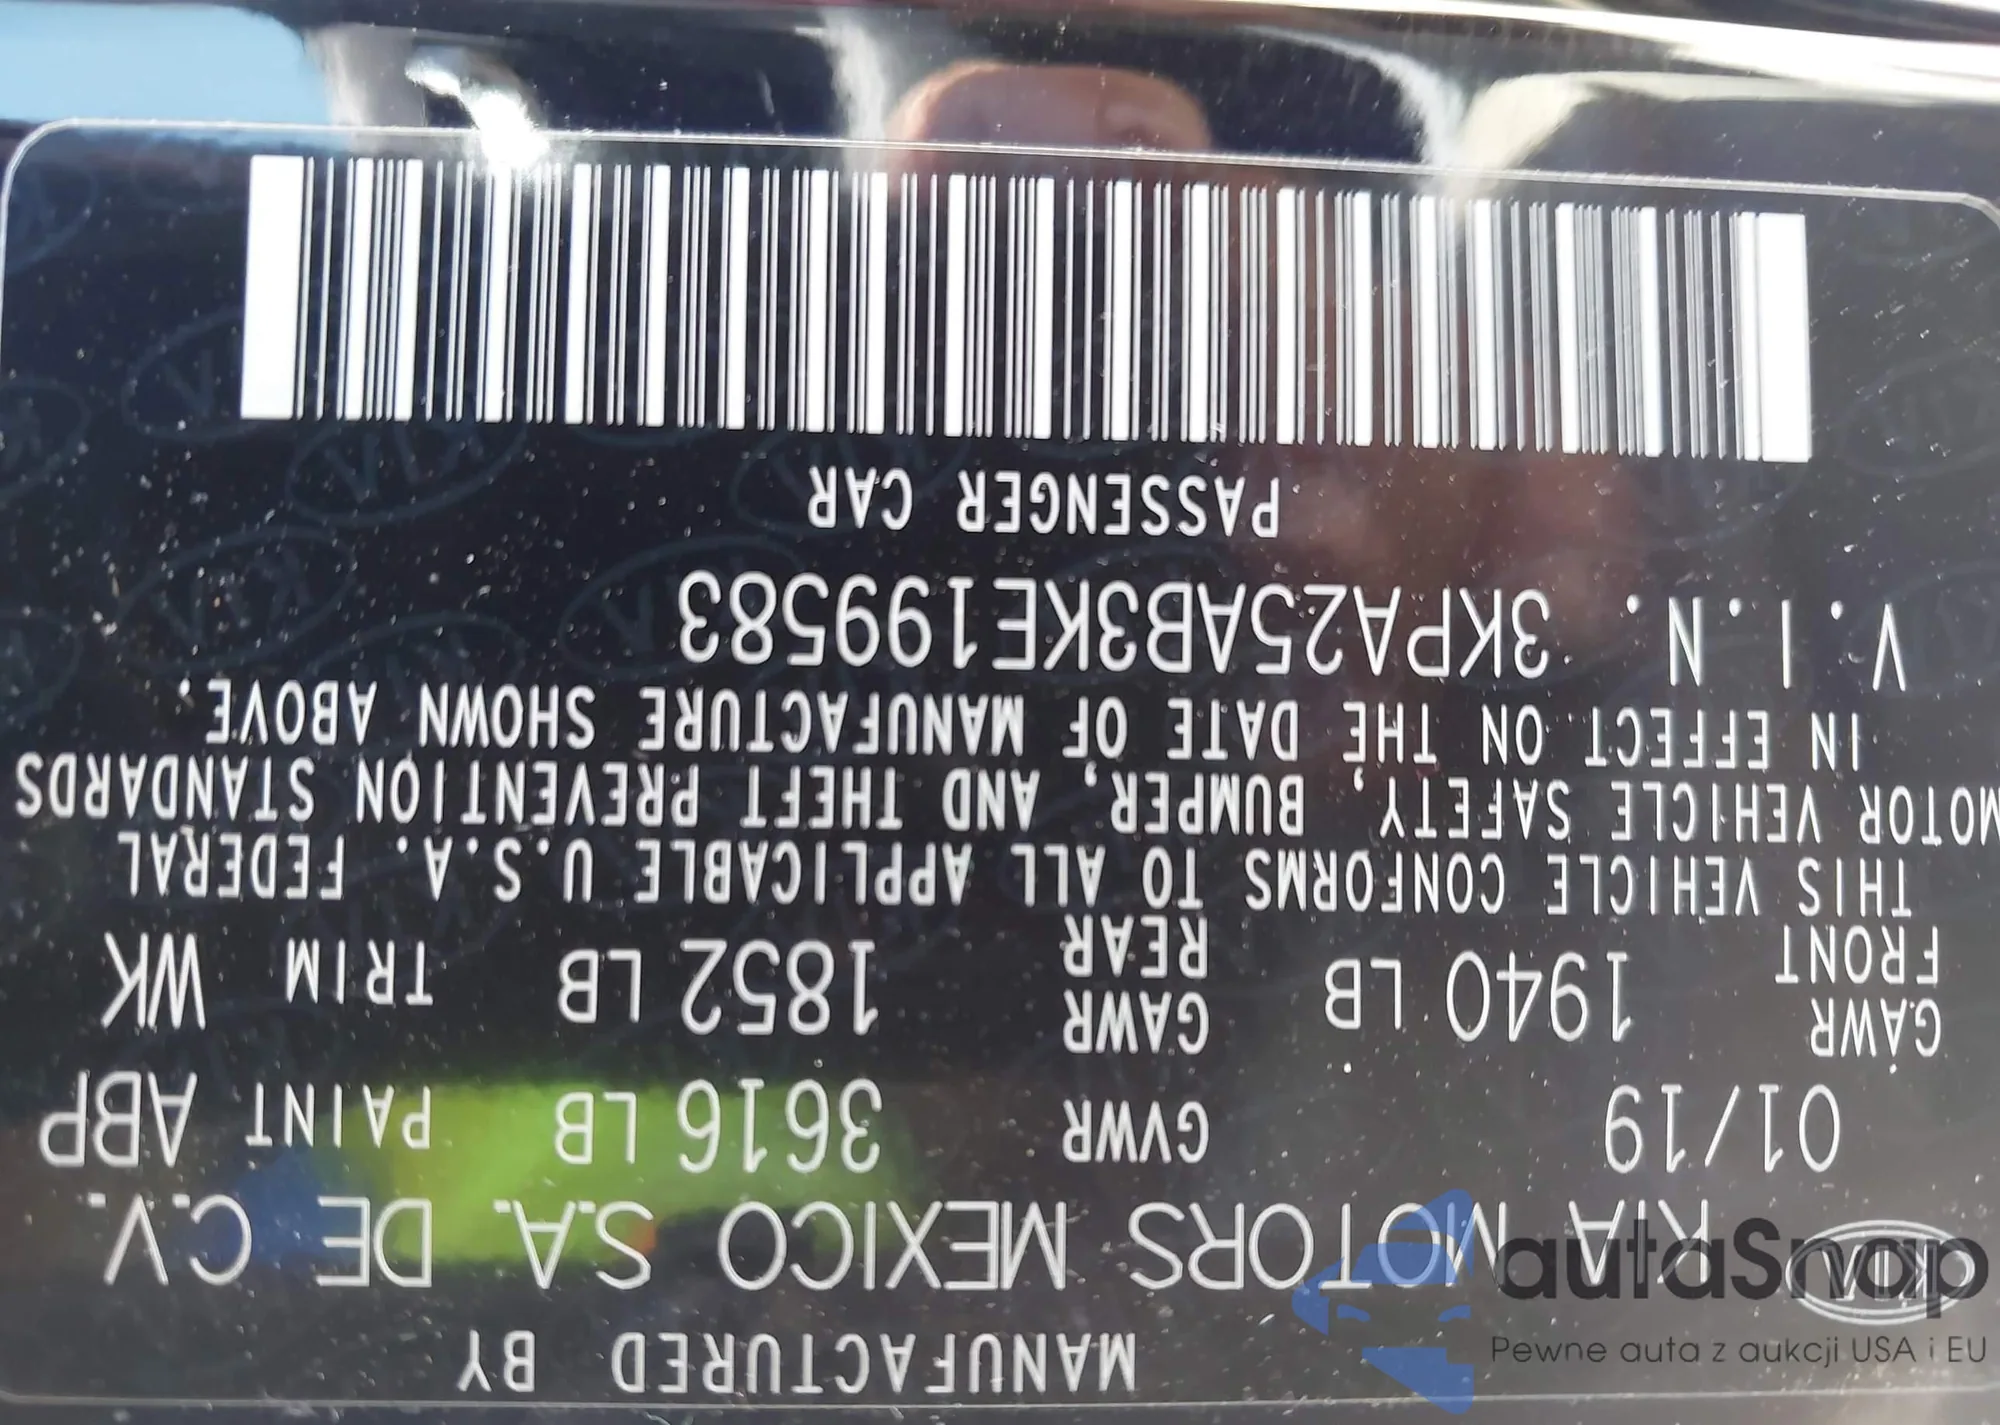 MANUFACTURED BY
KIA KIA MOTORS MEXICO S.A. DE C.V.
01/19 GVWR 3616 LB PAINT ABP
GAWR FRONT 1940 LB GAWR REAR 1852 LB TRIM WK
THIS VEHICLE CONFORMS TO ALL APPLICABLE U.S.A. FEDERAL
MOTOR VEHICLE SAFETY, BUMPER, AND THEFT PREVENTION STANDARDS
IN EFFECT ON THE DATE OF MANUFACTURE SHOWN ABOVE.
V.I.N. 3KPA25AB3KE199583
PASSENGER CAR
autaSnap
Pewne auta z aukcji USA i EU